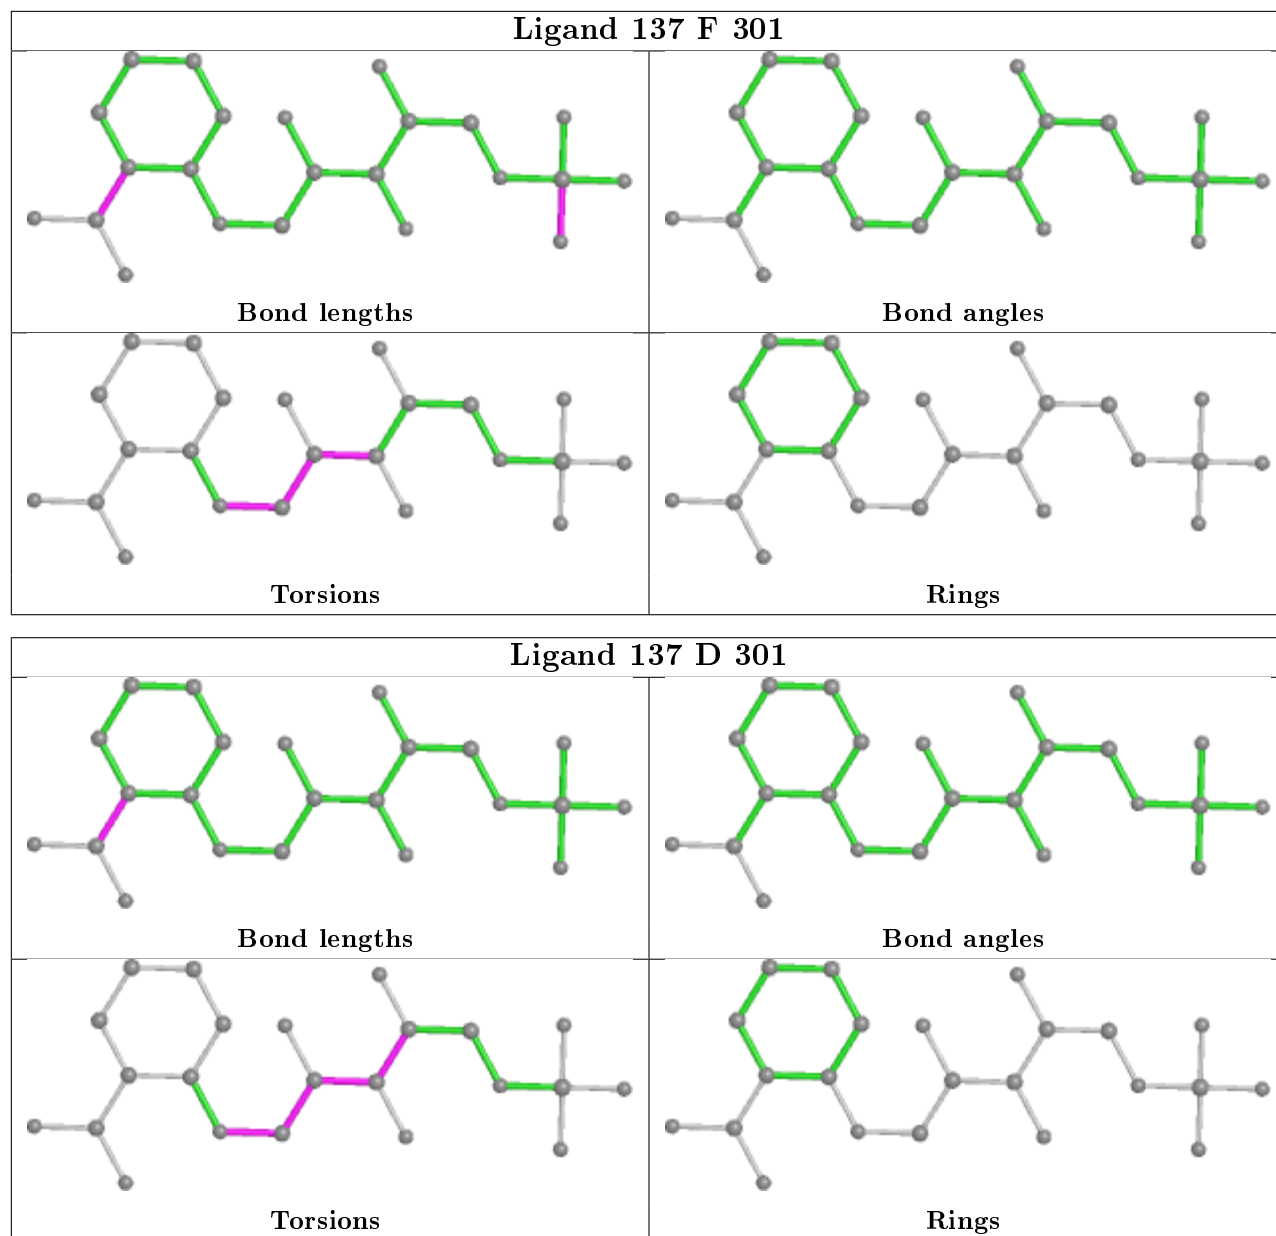 Ligand 137 F 301
Bond lengths
Bond angles
Torsions
Rings
Ligand 137 D 301
Bond lengths
Bond angles
Torsions
Rings